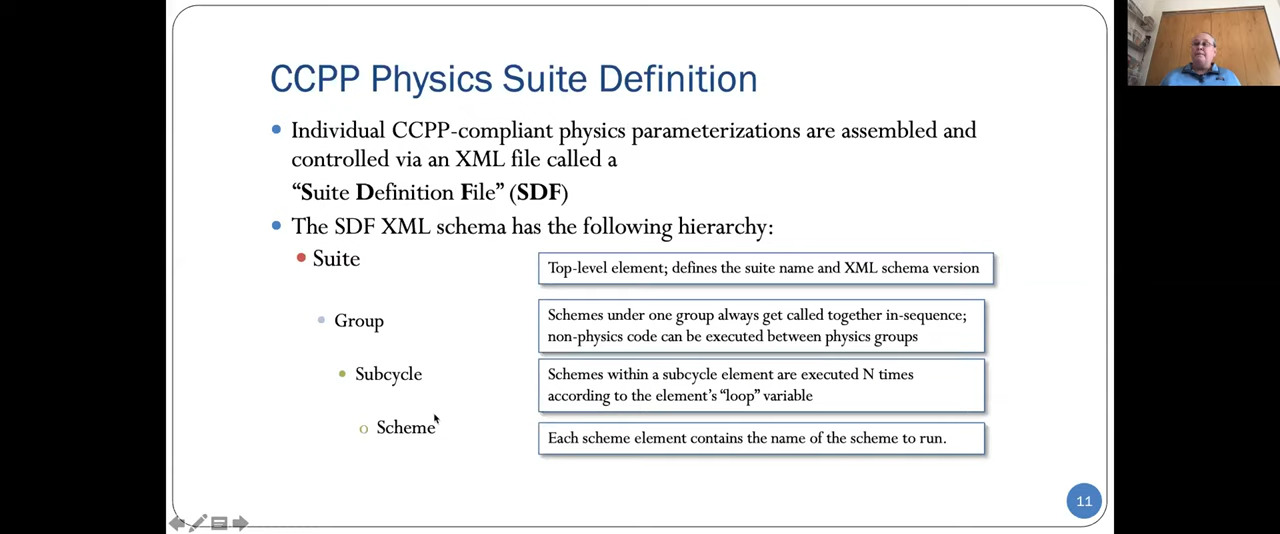 CCPP Physics Suite Definition
Individual CCPP-compliant physics parameterizations are assembled and
controlled via an XML file called a
“Suite Definition File” (SDF)
The SDF XML schema has the following hierarchy:
Suite
Top-level element; defines the suite name and XML schema version
Group
Schemes under one group always get called together in-sequence;
non-physics code can be executed between physics groups
Subcycle
Schemes within a subcycle element are executed N times
according to the element’s “loop” variable
Scheme
Each scheme element contains the name of the scheme to run.
11